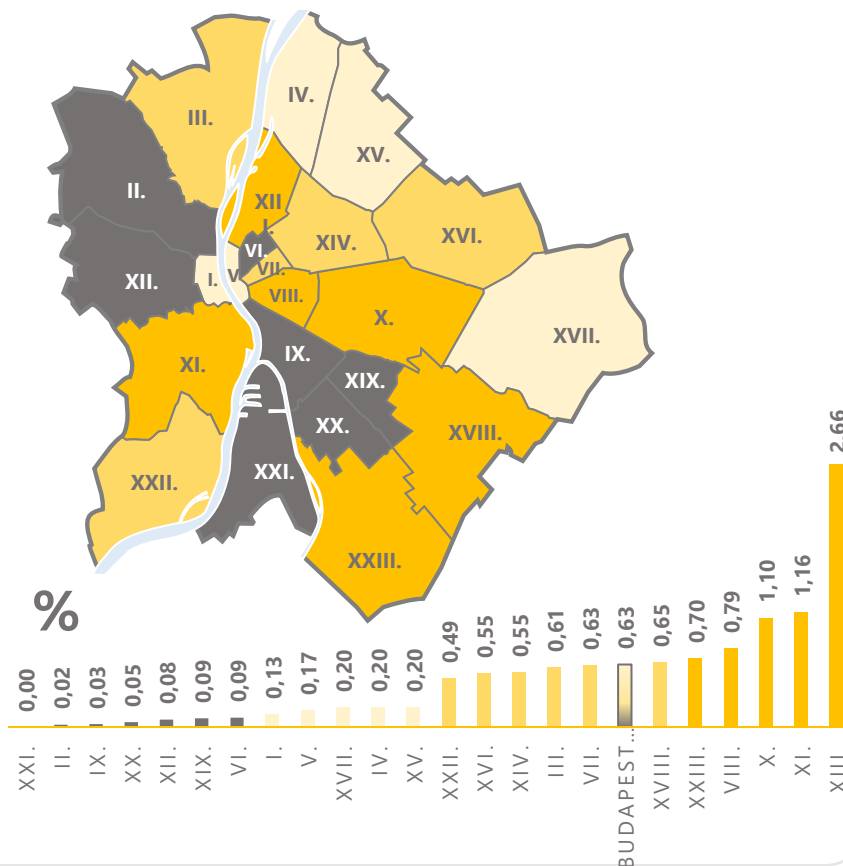 IV.
III.
XV.
II.
XII
I.
XIV.
XVI.
VI.
VII.
XII.
I.
V.
VIII.
X.
XVII.
IX.
XI.
XIX.
XX.
XVIII.
XXI.
XXII.
XXIII.
%
0,00
0,02
0,03
0,05
0,08
0,09
0,09
0,13
0,17
0,20
0,20
0,20
0,49
0,55
0,55
0,61
0,63
0,63
0,65
0,70
0,79
1,10
1,16
2,66
XXI.
II.
IX.
XX.
XII.
XIX.
VI.
I.
V.
XVII.
IV.
XV.
XXII.
XVI.
XIV.
III.
VII.
BUDAPEST…
XVIII.
XXIII.
VIII.
X.
XI.
XIII.